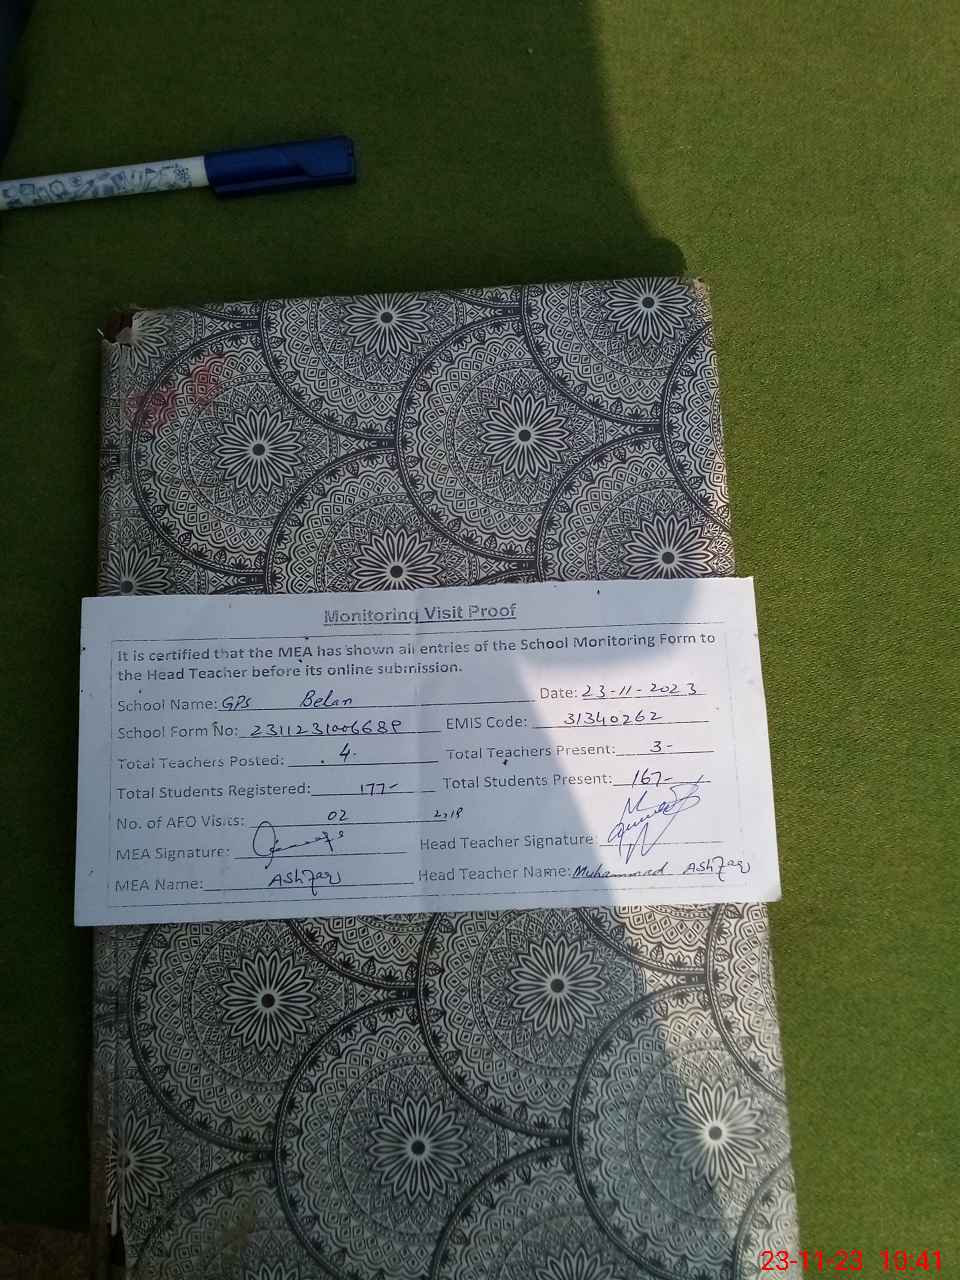 Monitoring Visit Proof
It is certified that the MEA has shown all entries of the School Monitoring Form to
the Head Teacher before its online submission.
School Name: GPS Belan Date: 23-11-2023
School Form No: EMIS Code: 31340262
Total Teachers Posted: 4- Total Teachers Present: 3-
Total Students Registered: 177- Total Students Present: 167-
No. of AEO Visits: 02
MEA Signature: Head Teacher Signature:
MEA Name: Ashfaq Head Teacher Name: Muhammad Ashfaq
23-11-23 10:41